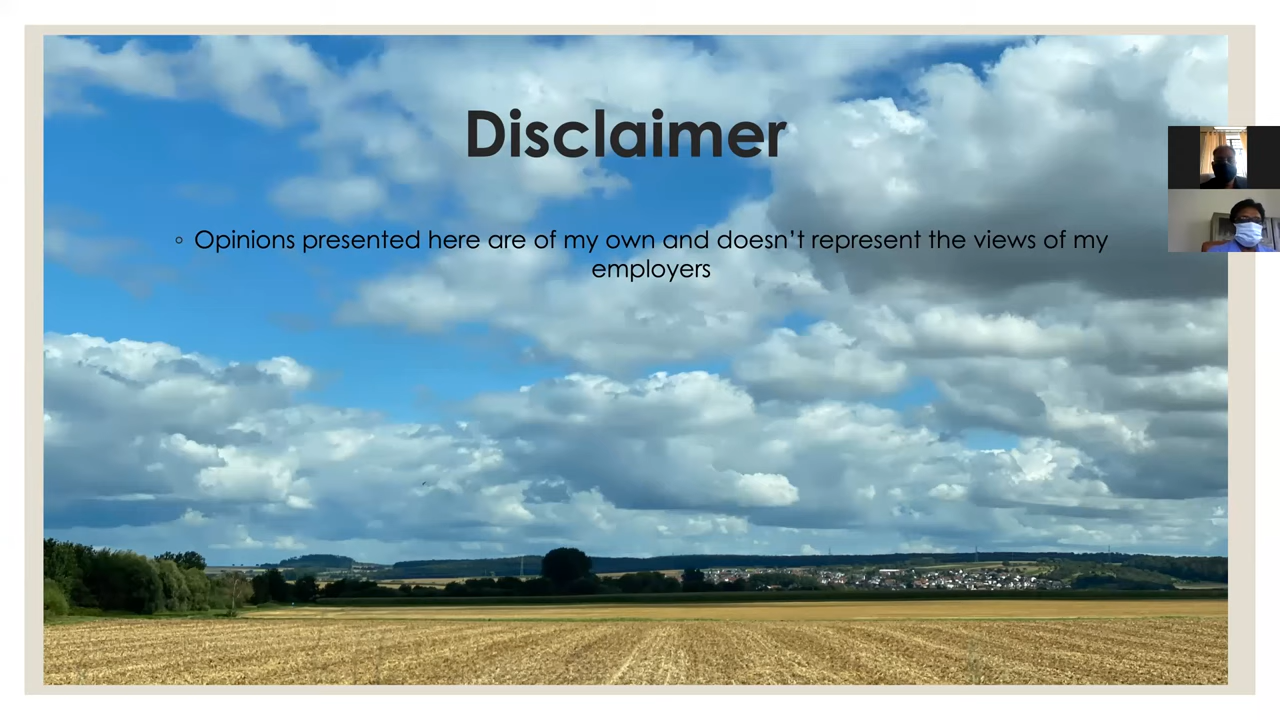 Disclaimer
◦ Opinions presented here are of my own and doesn’t represent the views of my
employers